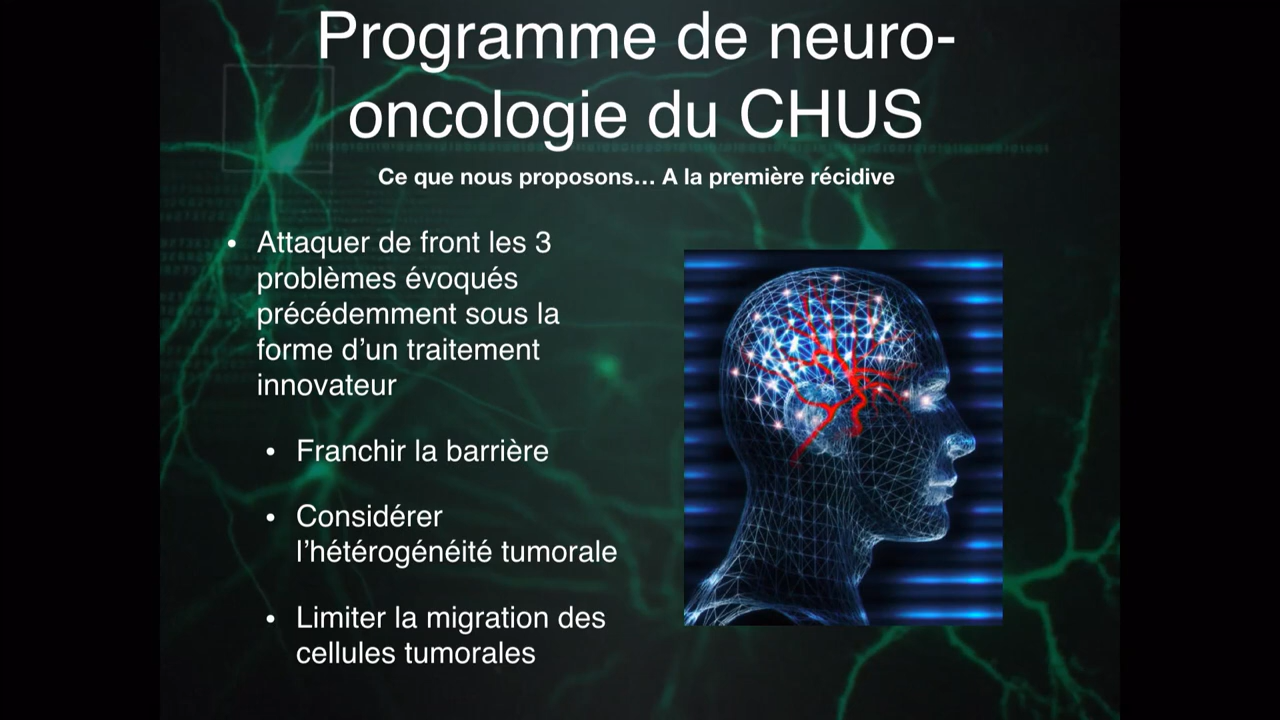 Programme de neuro-
oncologie du CHUS
Ce que nous proposons... A la première récidive
• Attaquer de front les 3
problèmes évoqués
précédemment sous la
forme d’un traitement
innovateur
• Franchir la barrière
• Considérer
l’hétérogénéité tumorale
• Limiter la migration des
cellules tumorales